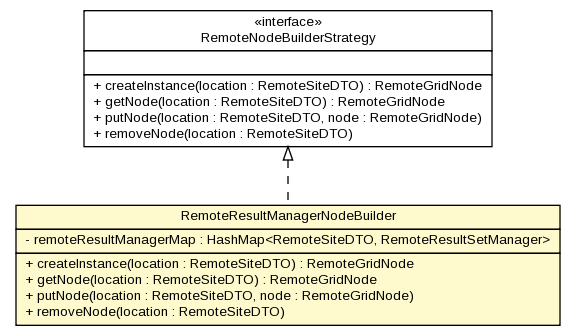 «interface»
RemoteNodeBuilderStrategy
+ createInstance(location : RemoteSiteDTO) : RemoteGridNode
+ getNode(location : RemoteSiteDTO) : RemoteGridNode
+ putNode(location : RemoteSiteDTO, node : RemoteGridNode)
+ removeNode(location : RemoteSiteDTO)
RemoteResultManagerNodeBuilder
- remoteResultManagerMap : HashMap<RemoteSiteDTO, RemoteResultSetManager>
+ createInstance(location : RemoteSiteDTO) : RemoteGridNode
+ getNode(location : RemoteSiteDTO) : RemoteGridNode
+ putNode(location : RemoteSiteDTO, node : RemoteGridNode)
+ removeNode(location : RemoteSiteDTO)